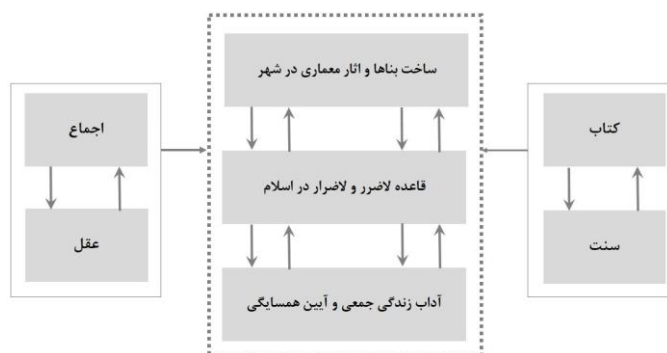 ساخت بناها و اثار معماری در شهر
کتاب
اجماع
قاعده لاضرر و لاضرار در اسلام
سنت
عقل
آداب زندگی جمعی و آیین همسایگی